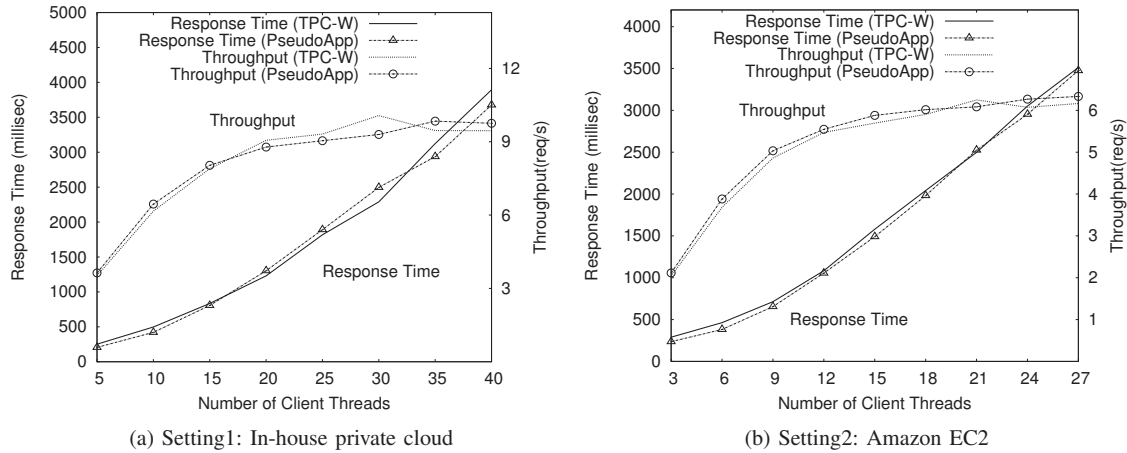 Response Time (TPC-W)
Response Time (PseudoApp)
Throughput (TPC-W)
Throughput (PseudoApp)
5000
4500
4000
3500
3000
2500
2000
1500
1000
500
0
Response Time (millisec)
Throughput
Response Time
12
9
6
3
Throughput(req/s)
5 10 15 20 25 30 35 40
Number of Client Threads
(a) Setting1: In-house private cloud
Response Time (TPC-W)
Response Time (PseudoApp)
Throughput (TPC-W)
Throughput (PseudoApp)
4000
3500
3000
2500
2000
1500
1000
500
0
Response Time (millisec)
Throughput
Response Time
8
7
6
5
4
3
2
1
Throughput(req/s)
3 6 9 12 15 18 21 24 27
Number of Client Threads
(b) Setting2: Amazon EC2